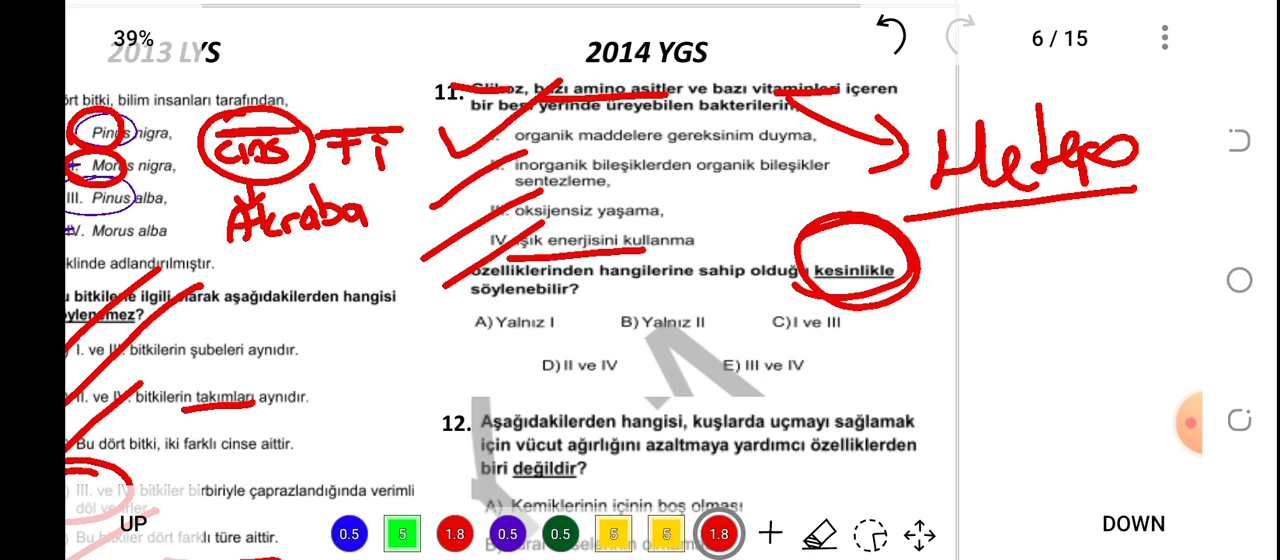 39%
2013 LYS
2014 YGS
6 / 15
ört bitki, bilim insanları tarafından,
Pinus nigra,
Morus nigra,
III. Pinus alba,
IV. Morus alba
klinde adlandırılmıştır.
u bitkilerle ilgili olarak aşağıdakilerden hangisi
öylenemez?
I. ve III. bitkilerin şubeleri aynıdır.
II. ve IV. bitkilerin takımları aynıdır.
Bu dört bitki, iki farklı cinse aittir.
III. ve IV. bitkiler birbiriyle çaprazlandığında verimli
döl verirler.
Bu bitkiler dört farklı türe aittir.
cins Ti
Akraba
11. Glikoz, bazı amino asitler ve bazı vitaminleri içeren
bir besi yerinde üreyebilen bakterilerin,
organik maddelere gereksinim duyma,
II. inorganik bileşiklerden organik bileşikler
sentezleme,
III. oksijensiz yaşama,
IV. ışık enerjisini kullanma
özelliklerinden hangilerine sahip olduğu kesinlikle
söylenebilir?
A) Yalnız I B) Yalnız II C) I ve III
D) II ve IV E) III ve IV
Hetero
12. Aşağıdakilerden hangisi, kuşlarda uçmayı sağlamak
için vücut ağırlığını azaltmaya yardımcı özelliklerden
biri değildir?
A) Kemiklerinin içinin boş olması
UP
0.5 5 1.8 0.5 0.5 5 5 1.8
DOWN